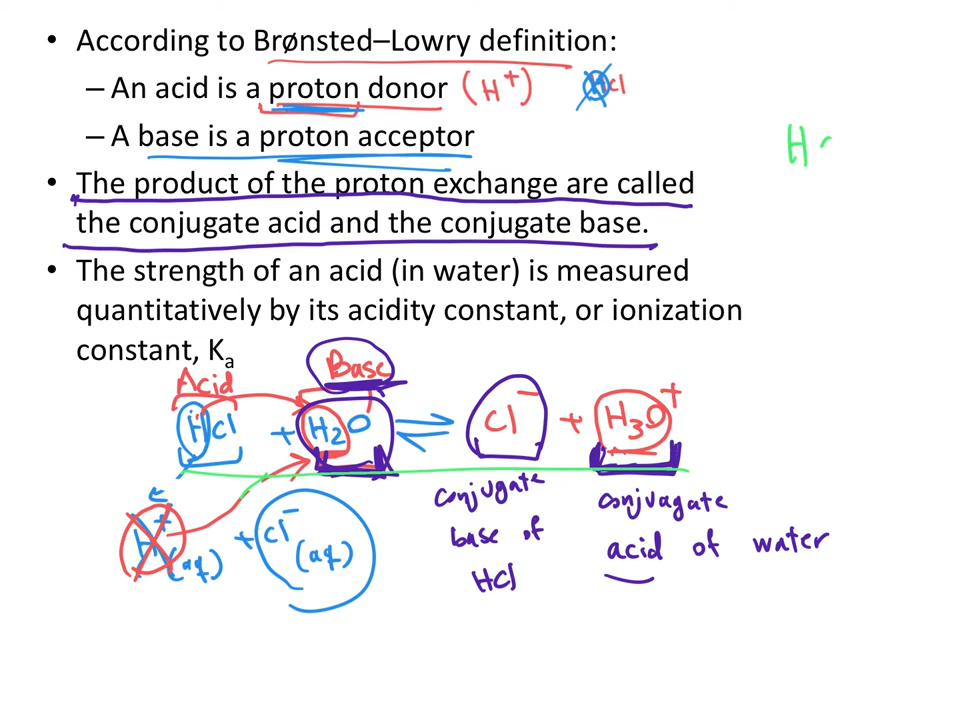 • According to Brønsted–Lowry definition:
– An acid is a proton donor (H⁺) HCl
– A base is a proton acceptor
H
• The product of the proton exchange are called
the conjugate acid and the conjugate base.
• The strength of an acid (in water) is measured
quantitatively by its acidity constant, or ionization
constant, Kₐ
Acid Base
HCl + H₂O ⇌ Cl⁻ + H₃O⁺
H⁺(aq) + Cl⁻(aq)
conjugate
base of
HCl
conjuagate
acid of water